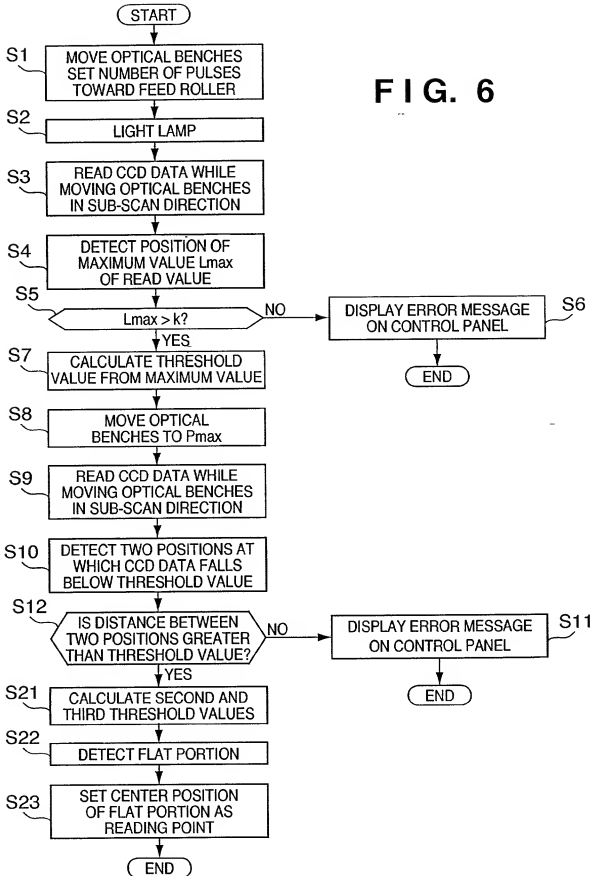 START
S1
MOVE OPTICAL BENCHES
SET NUMBER OF PULSES
TOWARD FEED ROLLER
FIG. 6
S2
LIGHT LAMP
S3
READ CCD DATA WHILE
MOVING OPTICAL BENCHES
IN SUB-SCAN DIRECTION
S4
DETECT POSITION OF
MAXIMUM VALUE Lmax
OF READ VALUE
S5
Lmax > k?
NO
DISPLAY ERROR MESSAGE
ON CONTROL PANEL
S6
END
YES
S7
CALCULATE THRESHOLD
VALUE FROM MAXIMUM VALUE
S8
MOVE OPTICAL
BENCHES TO Pmax
S9
READ CCD DATA WHILE
MOVING OPTICAL BENCHES
IN SUB-SCAN DIRECTION
S10
DETECT TWO POSITIONS AT
WHICH CCD DATA FALLS
BELOW THRESHOLD VALUE
S12
IS DISTANCE BETWEEN
TWO POSITIONS GREATER
THAN THRESHOLD VALUE?
NO
DISPLAY ERROR MESSAGE
ON CONTROL PANEL
S11
END
YES
S21
CALCULATE SECOND AND
THIRD THRESHOLD VALUES
S22
DETECT FLAT PORTION
S23
SET CENTER POSITION
OF FLAT PORTION AS
READING POINT
END